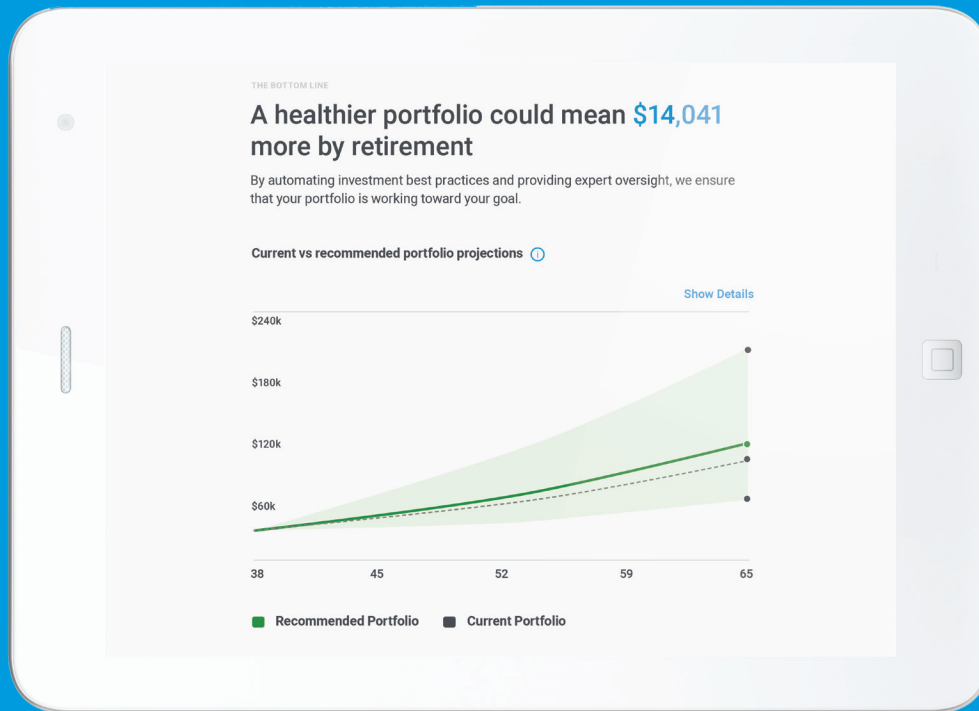 THE BOTTOM LINE
A healthier portfolio could mean $14,041
more by retirement
By automating investment best practices and providing expert oversight, we ensure
that your portfolio is working toward your goal.
Current vs recommended portfolio projections
Show Details
$240k
$180k
$120k
$60k
38 45 52 59 65
Recommended Portfolio Current Portfolio